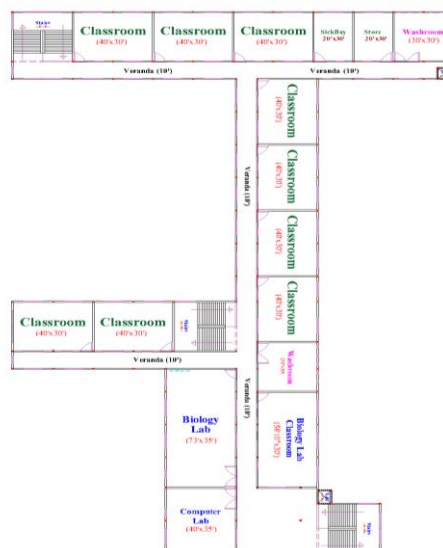 Stairs
Classroom
(40'x30')
Classroom
(40'x30')
Classroom
(40'x30')
SickBay
20'x30'
Store
20'x30'
Washroom
(30'x30')
Veranda (10')
Veranda (10')
Classroom
(40'x30')
Veranda (10')
Classroom
(40'x30')
Classroom
(40'x30')
Classroom
(40'x30')
Classroom
(40'x30')
Classroom
(40'x30')
Stairs
Veranda (10')
Washroom
Veranda (10')
Biology
Lab
(73'x35')
Biology Lab
Classroom
Computer
Lab
(40'x35')
Stairs